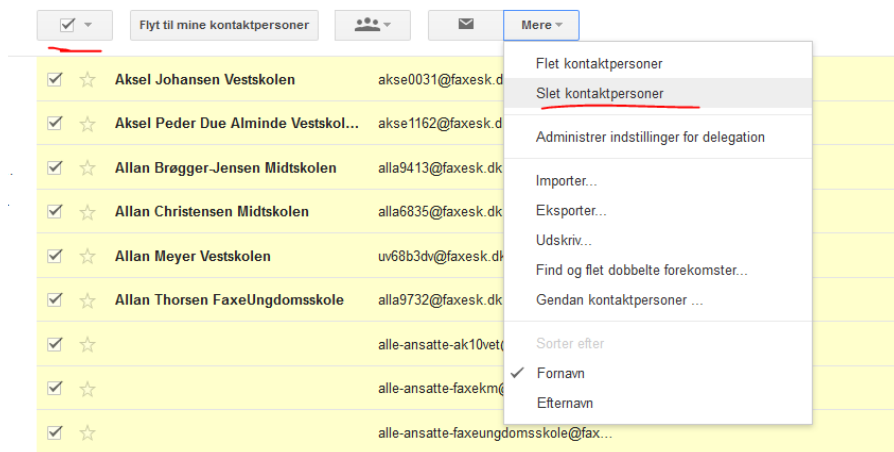 Flyt til mine kontaktpersoner
Mere
Flet kontaktpersoner
Slet kontaktpersoner
Administrer indstillinger for delegation
Importer...
Eksporter...
Udskriv...
Find og flet dobbelte forekomster...
Gendan kontaktpersoner ...
Sorter efter
Fornavn
Efternavn
Aksel Johansen Vestskolen akse0031@faxesk.d
Aksel Peder Due Alminde Vestskol... akse1162@faxesk.d
Allan Brøgger-Jensen Midtskolen alla9413@faxesk.dk
Allan Christensen Midtskolen alla6835@faxesk.dk
Allan Meyer Vestskolen uv68b3dv@faxesk.dk
Allan Thorsen FaxeUngdomsskole alla9732@faxesk.dk
alle-ansatte-ak10vet(
alle-ansatte-faxekm@
alle-ansatte-faxeungdomsskole@fax...